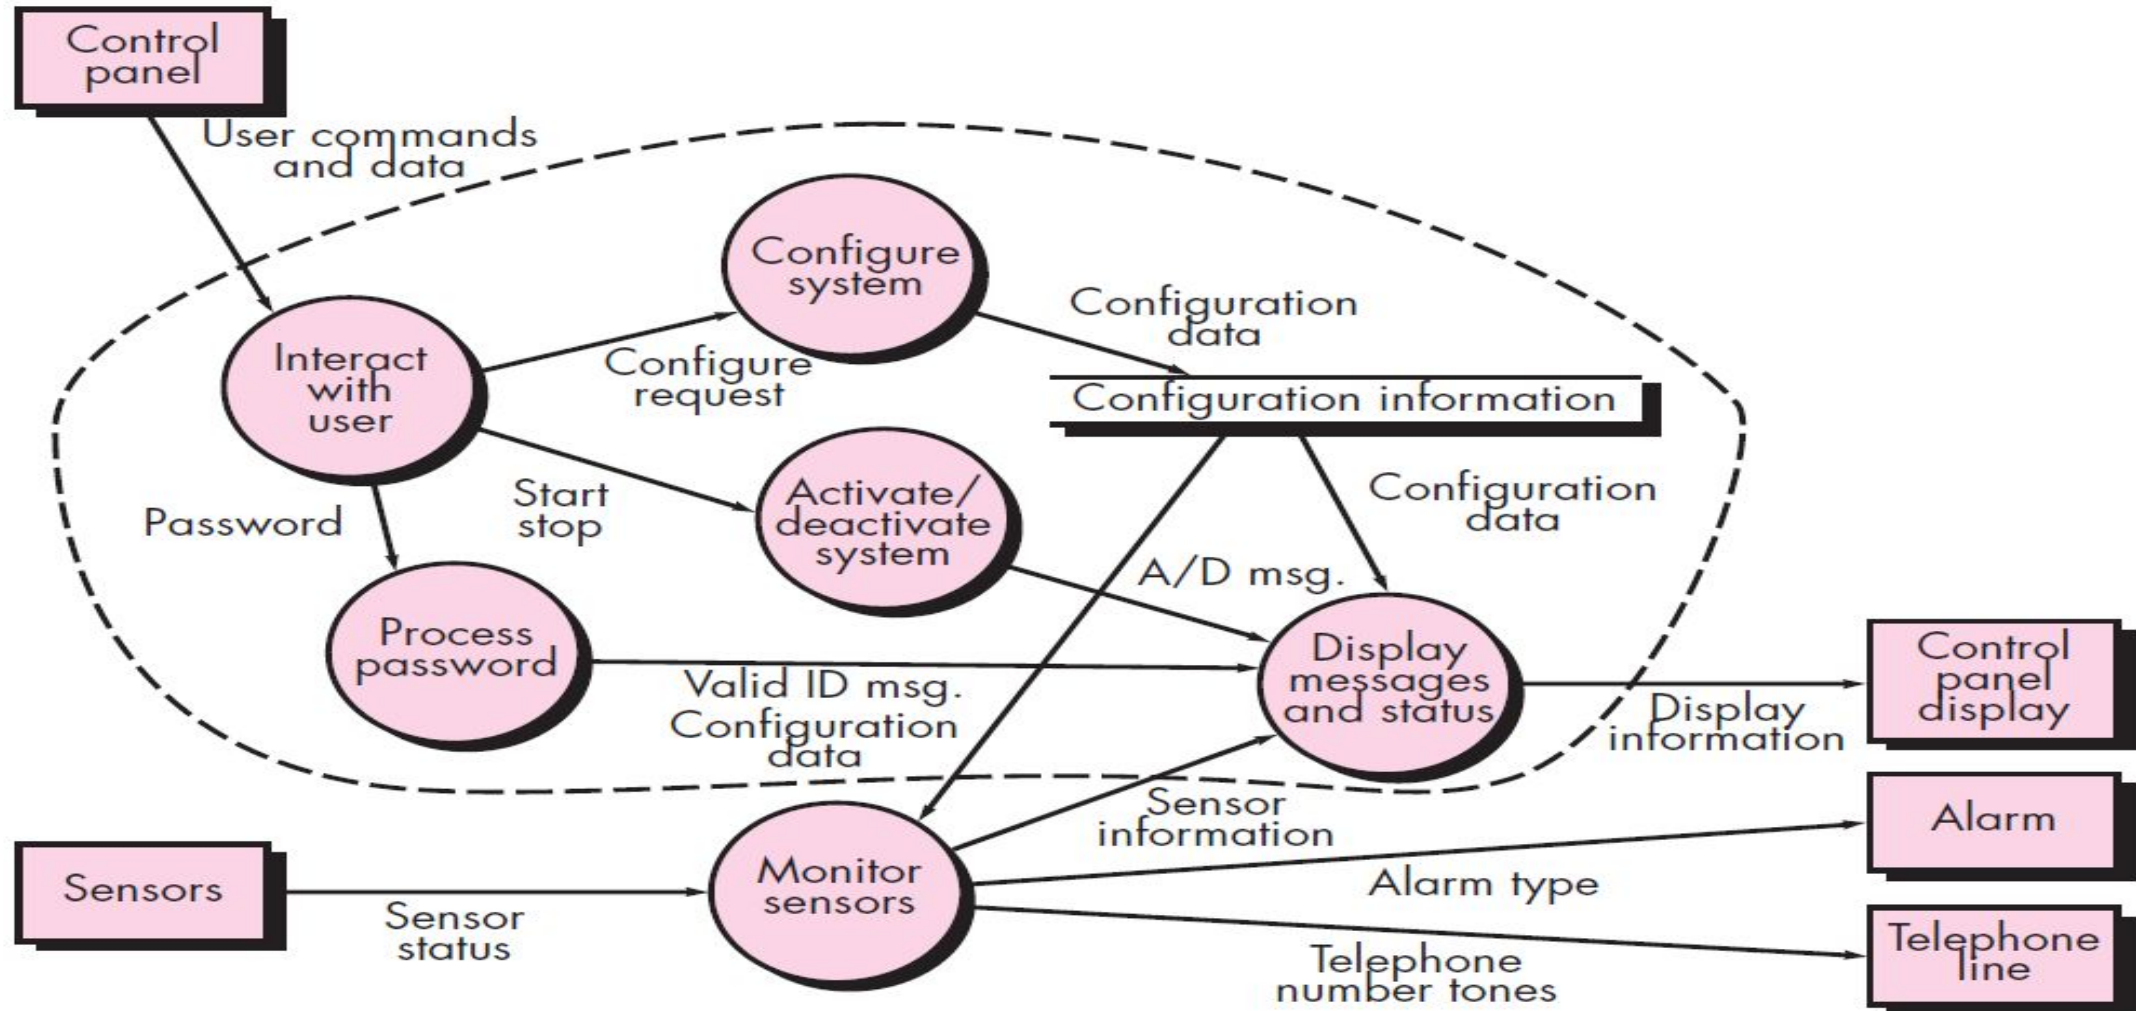 Control
panel
User commands
and data
Configure
system
Configuration
data
Interact
with
user
Configure
request
Configuration information
Password
Start
stop
Activate/
deactivate
system
Configuration
data
A/D msg.
Process
password
Valid ID msg.
Configuration
data
Display
messages
and status
Display
information
Control
panel
display
Sensors
Sensor
status
Monitor
sensors
Sensor
information
Alarm type
Alarm
Telephone
number tones
Telephone
line